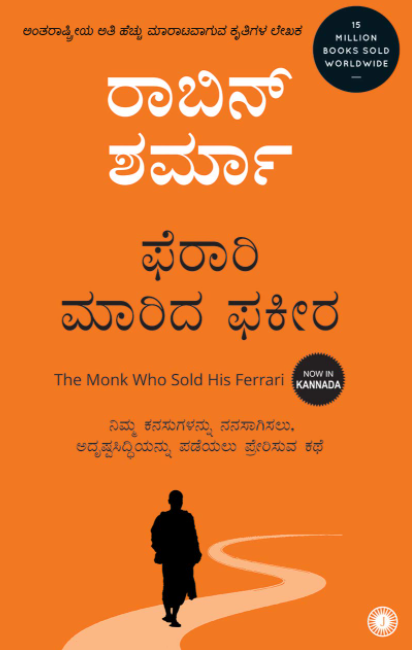 ಅಂತರಾಷ್ಟ್ರೀಯ ಅತಿ ಹೆಚ್ಚು ಮಾರಾಟವಾಗುವ ಕೃತಿಗಳ ಲೇಖಕ
15
MILLION
BOOKS SOLD
WORLDWIDE
ರಾಬಿನ್
ಶರ್ಮಾ
ಫೆರಾರಿ
ಮಾರಿದ ಫಕೀರ
The Monk Who Sold His Ferrari
NOW IN
KANNADA
ನಿಮ್ಮ ಕನಸುಗಳನ್ನು ನನಸಾಗಿಸಲು,
ಅದೃಷ್ಟಸಿದ್ಧಿಯನ್ನು ಪಡೆಯಲು ಪ್ರೇರಿಸುವ ಕಥೆ
J